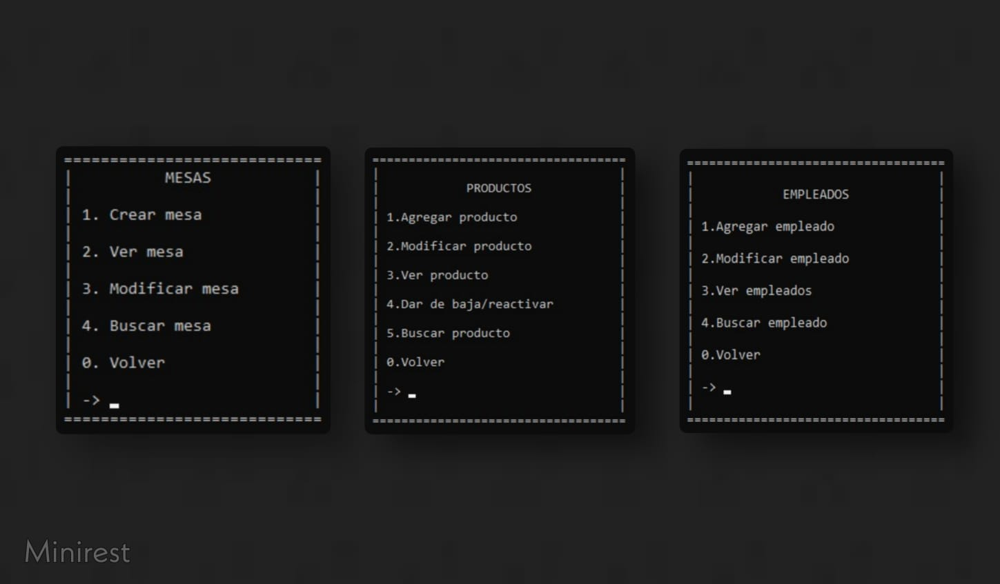 MESAS
1. Crear mesa
2. Ver mesa
3. Modificar mesa
4. Buscar mesa
0. Volver
->
PRODUCTOS
1.Agregar producto
2.Modificar producto
3.Ver producto
4.Dar de baja/reactivar
5.Buscar producto
0.Volver
->
EMPLEADOS
1.Agregar empleado
2.Modificar empleado
3.Ver empleados
4.Buscar empleado
0.Volver
->
Minirest